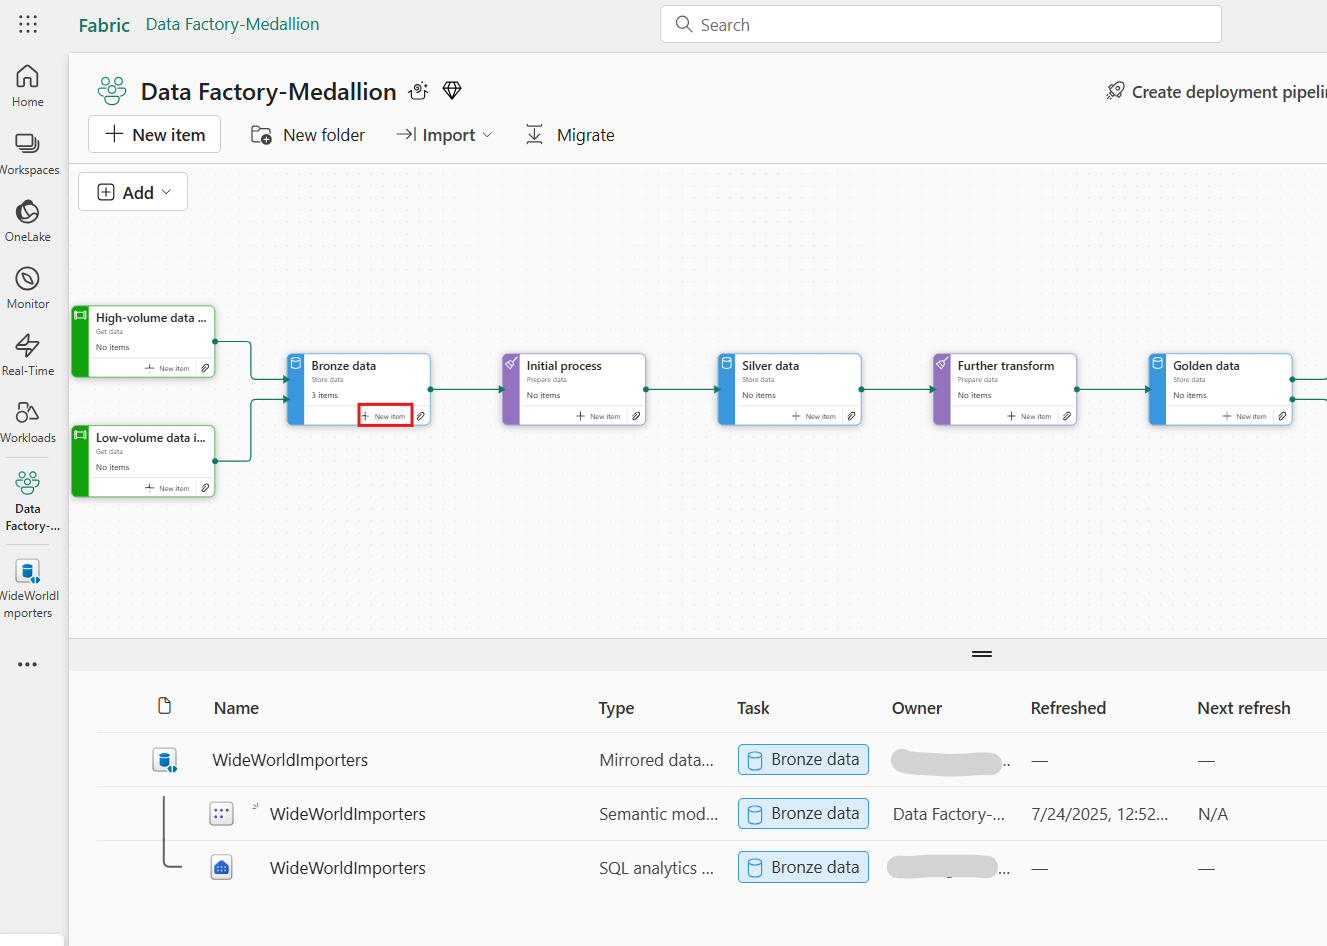 Fabric Data Factory-Medallion
Search
Home
Workspaces
OneLake
Monitor
Real-Time
Workloads
Data
Factory-...
WideWorldI
mporters
Data Factory-Medallion
Create deployment pipelin
New item
New folder
Import
Migrate
Add
High-volume data ...
Get data
No items
New item
Low-volume data i...
Get data
No items
New item
Bronze data
Store data
3 items
New item
Initial process
Prepare data
No items
New item
Silver data
Store data
No items
New item
Further transform
Prepare data
No items
New item
Golden data
Store data
No items
New item
Name Type Task Owner Refreshed Next refresh
WideWorldImporters Mirrored data... Bronze data .. — —
WideWorldImporters Semantic mod... Bronze data Data Factory-... 7/24/2025, 12:52... N/A
WideWorldImporters SQL analytics ... Bronze data ... — —